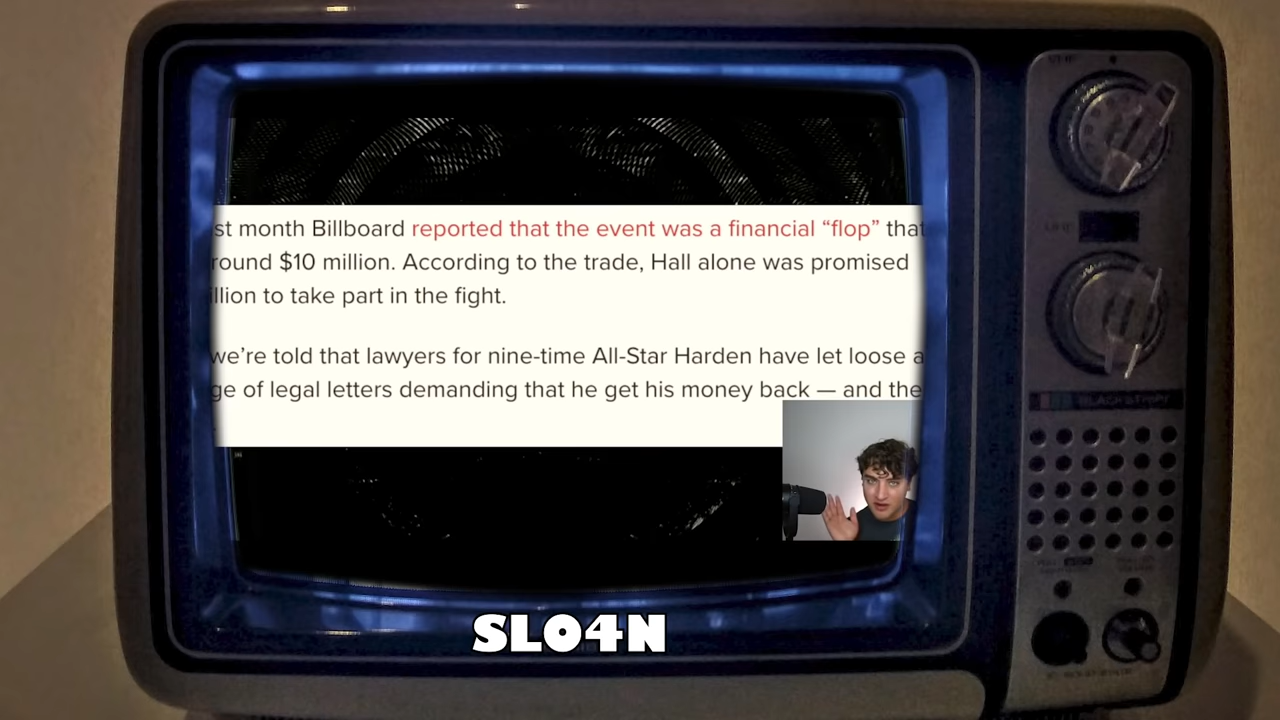 st month Billboard reported that the event was a financial “flop” that
round $10 million. According to the trade, Hall alone was promised
illion to take part in the fight.
we’re told that lawyers for nine-time All-Star Harden have let loose a
ge of legal letters demanding that he get his money back — and the
SLO4N